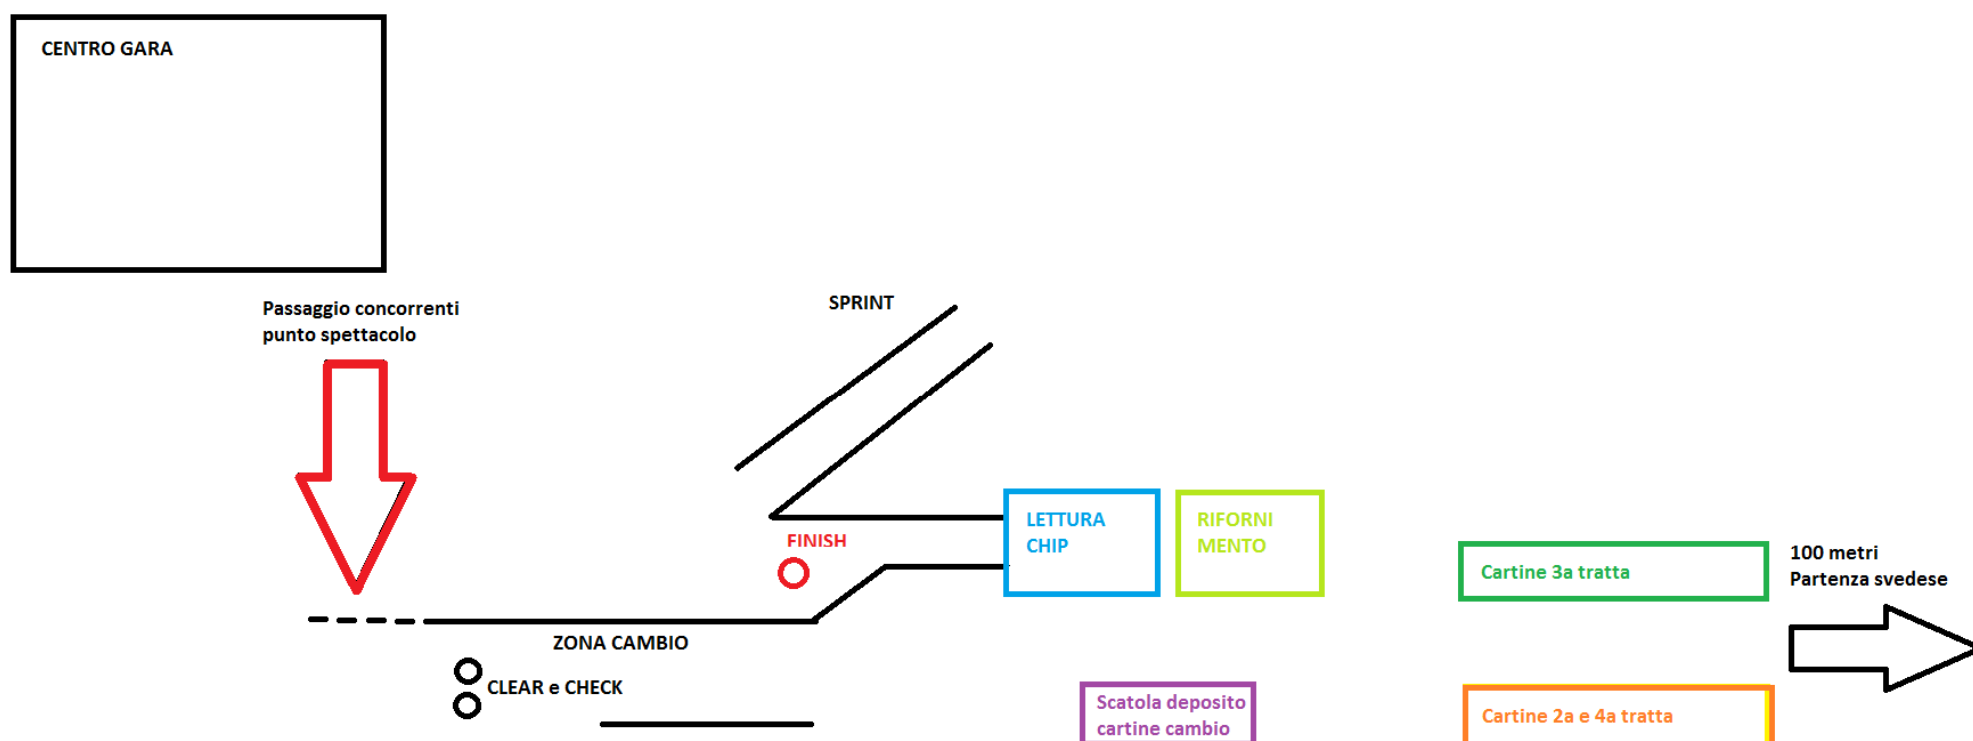 CENTRO GARA
Passaggio concorrenti
punto spettacolo
SPRINT
FINISH
LETTURA
CHIP
RIFORNI
MENTO
Cartine 3a tratta
100 metri
Partenza svedese
ZONA CAMBIO
CLEAR e CHECK
Scatola deposito
cartine cambio
Cartine 2a e 4a tratta